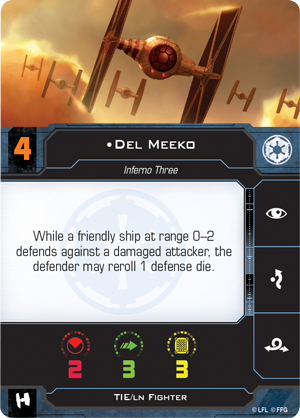 4
•Del Meeko
Inferno Three
While a friendly ship at range 0–2
defends against a damaged attacker, the
defender may reroll 1 defense die.
2 3 3
TIE/ln Fighter
© LFL © FFG